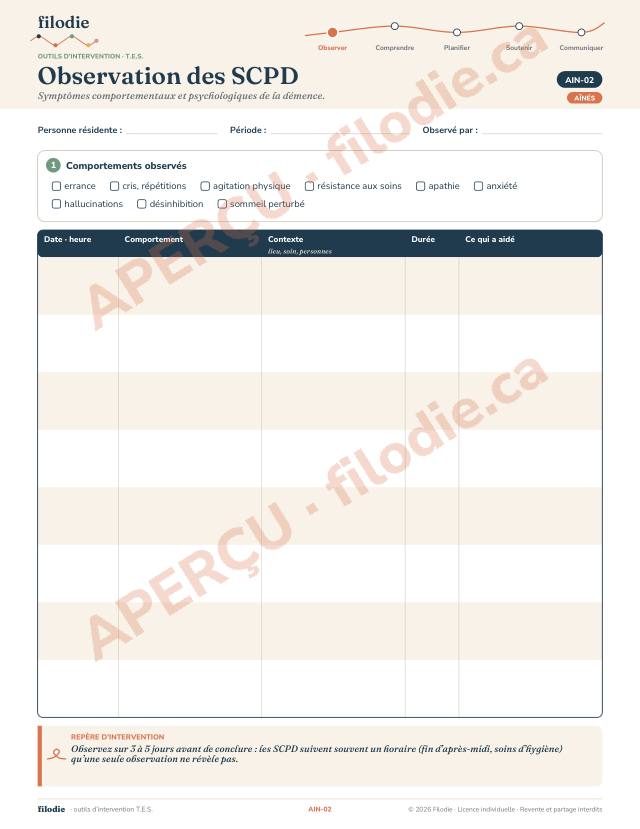 filodie
OUTILS D'INTERVENTION · T.E.S.
Observer Comprendre Planifier Soutenir Communiquer
Observation des SCPD
Symptômes comportementaux et psychologiques de la démence.
AIN-02
AÎNÉS
Personne résidente : Période : Observé par :
1 Comportements observés
errance cris, répétitions agitation physique résistance aux soins apathie anxiété
hallucinations désinhibition sommeil perturbé
Date · heure Comportement Contexte Durée Ce qui a aidé
lieu, soin, personnes
APERÇU · filodie.ca
APERÇU · filodie.ca
REPÈRE D'INTERVENTION
Observez sur 3 à 5 jours avant de conclure : les SCPD suivent souvent un horaire (fin d'après-midi, soins d'hygiène)
qu'une seule observation ne révèle pas.
filodie · outils d'intervention T.E.S. AIN-02 © 2026 Filodie · Licence individuelle · Revente et partage interdits